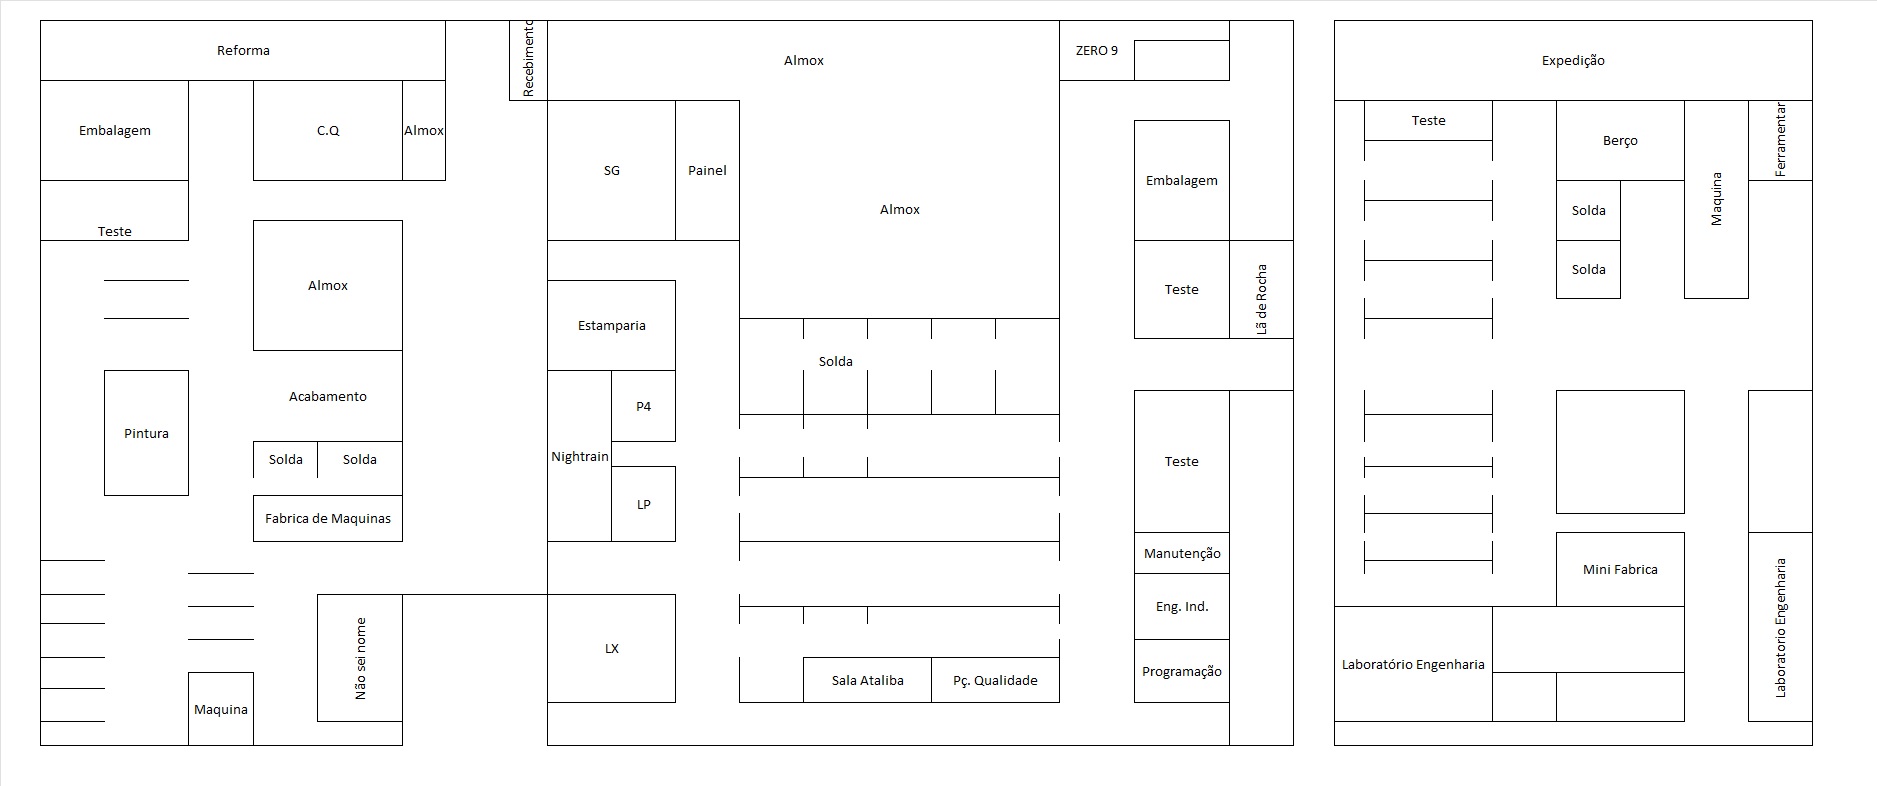 Reforma
Embalagem
C.Q
Almox
Teste
Almox
Acabamento
Pintura
Solda
Solda
Fabrica de Maquinas
Não sei nome
Maquina
Recebimento
Almox
ZERO 9
SG
Painel
Almox
Embalagem
Teste
Lã de Rocha
Estamparia
Solda
P4
Nightrain
LP
Teste
Manutenção
Eng. Ind.
LX
Programação
Sala Ataliba
Pç. Qualidade
Expedição
Teste
Berço
Maquina
Ferramentar
Solda
Solda
Mini Fabrica
Laboratório Engenharia
Laboratorio Engenharia